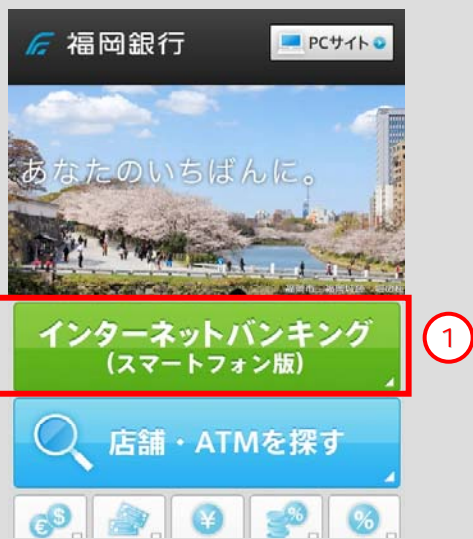 福岡銀行
PCサイト
あなたのいちばんに。
インターネットバンキング
(スマートフォン版)
1
店舗・ATMを探す
€$
¥
%
%